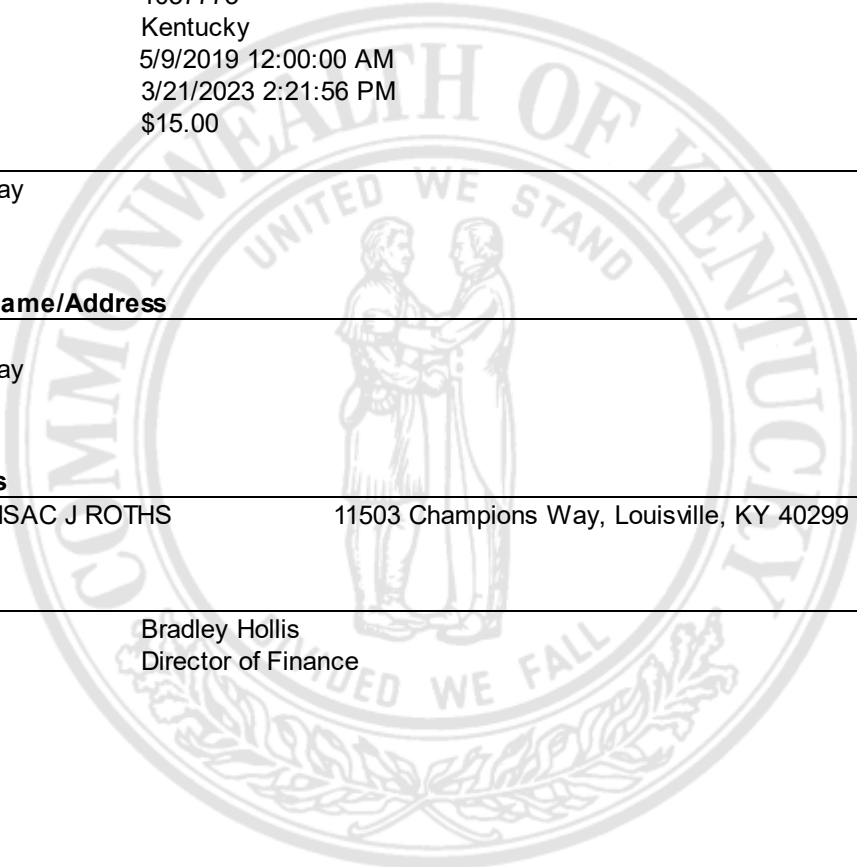 Kentucky
5/9/2019 12:00:00 AM
3/21/2023 2:21:56 PM
$15.00
ay
ame/Address
ay
s
ISAC J ROTHS 11503 Champions Way, Louisville, KY 40299
Bradley Hollis
Director of Finance
COMMONWEALTH OF KENTUCKY
UNITED WE STAND
DIVIDED WE FALL